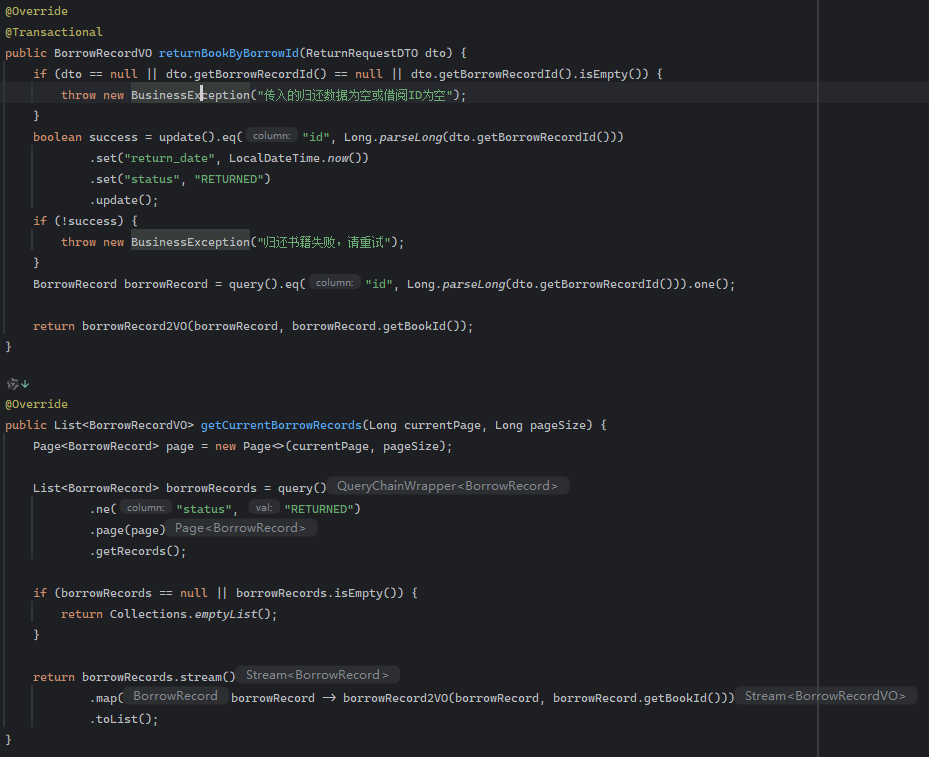 @Override
@Transactional
public BorrowRecordVO returnBookByBorrowId(ReturnRequestDTO dto) {
if (dto == null || dto.getBorrowRecordId() == null || dto.getBorrowRecordId().isEmpty()) {
throw new BusinessException("传入的归还数据为空或借阅ID为空");
}
boolean success = update().eq( column: "id", Long.parseLong(dto.getBorrowRecordId()))
.set("return_date", LocalDateTime.now())
.set("status", "RETURNED")
.update();
if (!success) {
throw new BusinessException("归还书籍失败，请重试");
}
BorrowRecord borrowRecord = query().eq( column: "id", Long.parseLong(dto.getBorrowRecordId())).one();
return borrowRecord2VO(borrowRecord, borrowRecord.getBookId());
}
@Override
public List<BorrowRecordVO> getCurrentBorrowRecords(Long currentPage, Long pageSize) {
Page<BorrowRecord> page = new Page<>(currentPage, pageSize);
List<BorrowRecord> borrowRecords = query() QueryChainWrapper<BorrowRecord>
.ne( column: "status", val: "RETURNED")
.page(page) Page<BorrowRecord>
.getRecords();
if (borrowRecords == null || borrowRecords.isEmpty()) {
return Collections.emptyList();
}
return borrowRecords.stream() Stream<BorrowRecord>
.map( BorrowRecord borrowRecord -> borrowRecord2VO(borrowRecord, borrowRecord.getBookId())) Stream<BorrowRecordVO>
.toList();
}